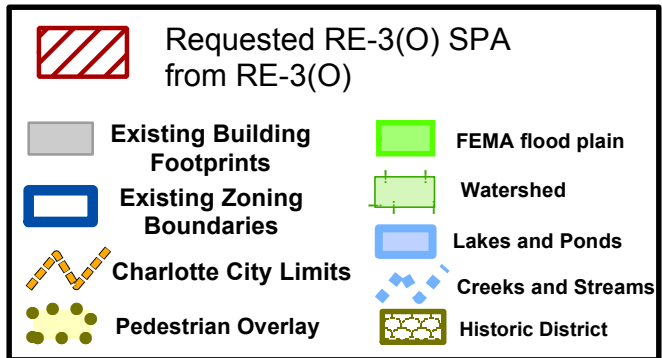 Requested RE-3(O) SPA
from RE-3(O)
Existing Building
Footprints
Existing Zoning
Boundaries
Charlotte City Limits
Pedestrian Overlay
FEMA flood plain
Watershed
Lakes and Ponds
Creeks and Streams
Historic District